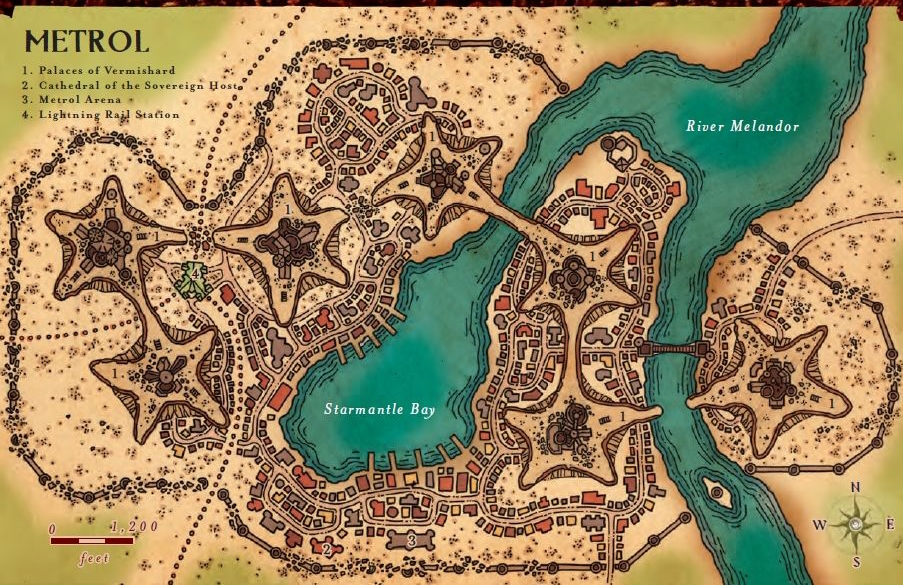 METROL
1. Palaces of Vermishard
2. Cathedral of the Sovereign Host
3. Metrol Arena
4. Lightning Rail Station
River Melandor
1
1
1
1
4
1
1
1
1
Starmantle Bay
2
3
0 1,200
feet
N
W E
S